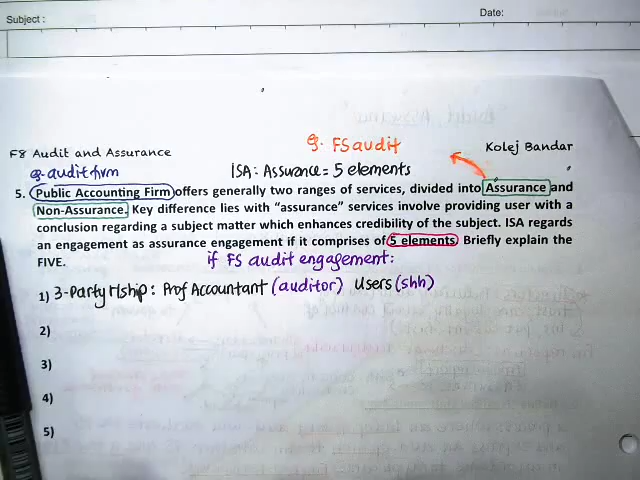 Subject :
Date:
eg. FS audit
F8 Audit and Assurance
Kolej Bandar
eg. audit firm
ISA: Assurance = 5 elements
5. Public Accounting Firm offers generally two ranges of services, divided into Assurance and
Non-Assurance. Key difference lies with "assurance" services involve providing user with a
conclusion regarding a subject matter which enhances credibility of the subject. ISA regards
an engagement as assurance engagement if it comprises of 5 elements. Briefly explain the
FIVE.
if FS audit engagement:
1) 3-Party r/ship: Prof Accountant (auditor) Users (shh)
2)
3)
4)
5)